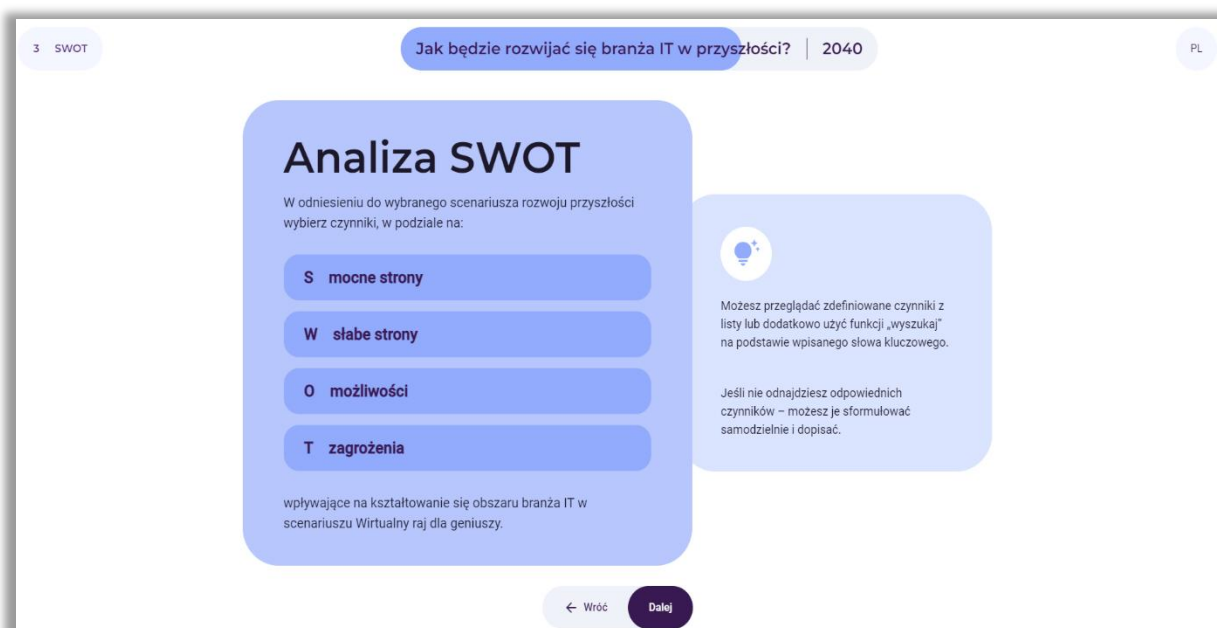 3 SWOT
Jak będzie rozwijać się branża IT w przyszłości? | 2040
PL
Analiza SWOT
W odniesieniu do wybranego scenariusza rozwoju przyszłości
wybierz czynniki, w podziale na:
S mocne strony
W słabe strony
O możliwości
T zagrożenia
wpływające na kształtowanie się obszaru branża IT w
scenariuszu Wirtualny raj dla geniuszy.
Możesz przeglądać zdefiniowane czynniki z
listy lub dodatkowo użyć funkcji „wyszukaj”
na podstawie wpisanego słowa kluczowego.
Jeśli nie odnajdziesz odpowiednich
czynników – możesz je sformułować
samodzielnie i dopisać.
← Wróć
Dalej